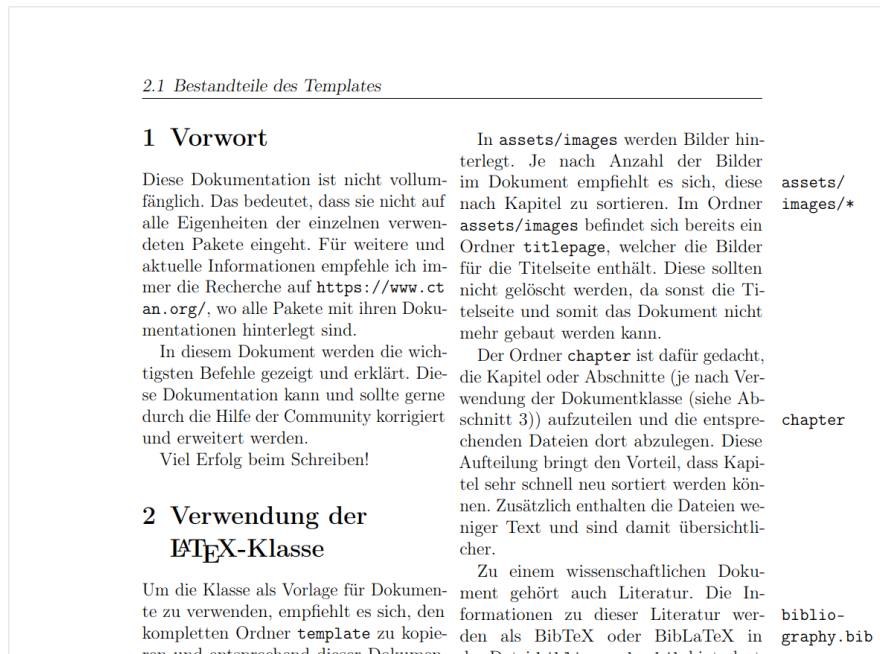 2.1 Bestandteile des Templates
1 Vorwort
Diese Dokumentation ist nicht vollum-
fänglich. Das bedeutet, dass sie nicht auf
alle Eigenheiten der einzelnen verwen-
deten Pakete eingeht. Für weitere und
aktuelle Informationen empfehle ich im-
mer die Recherche auf https://www.ct
an.org/, wo alle Pakete mit ihren Doku-
mentationen hinterlegt sind.
In diesem Dokument werden die wich-
tigsten Befehle gezeigt und erklärt. Die-
se Dokumentation kann und sollte gerne
durch die Hilfe der Community korrigiert
und erweitert werden.
Viel Erfolg beim Schreiben!
2 Verwendung der
LATEX-Klasse
Um die Klasse als Vorlage für Dokumen-
te zu verwenden, empfiehlt es sich, den
kompletten Ordner template zu kopie-
ren und entsprechend dieser Dokumen-
In assets/images werden Bilder hin-
terlegt. Je nach Anzahl der Bilder
im Dokument empfiehlt es sich, diese
nach Kapitel zu sortieren. Im Ordner
assets/images befindet sich bereits ein
Ordner titlepage, welcher die Bilder
für die Titelseite enthält. Diese sollten
nicht gelöscht werden, da sonst die Ti-
telseite und somit das Dokument nicht
mehr gebaut werden kann.
Der Ordner chapter ist dafür gedacht,
die Kapitel oder Abschnitte (je nach Ver-
wendung der Dokumentklasse (siehe Ab-
schnitt 3)) aufzuteilen und die entspre-
chenden Dateien dort abzulegen. Diese
Aufteilung bringt den Vorteil, dass Kapi-
tel sehr schnell neu sortiert werden kön-
nen. Zusätzlich enthalten die Dateien we-
niger Text und sind damit übersichtli-
cher.
Zu einem wissenschaftlichen Doku-
ment gehört auch Literatur. Die In-
formationen zu dieser Literatur wer-
den als BibTeX oder BibLaTeX in
assets/
images/*
chapter
biblio-
graphy.bib